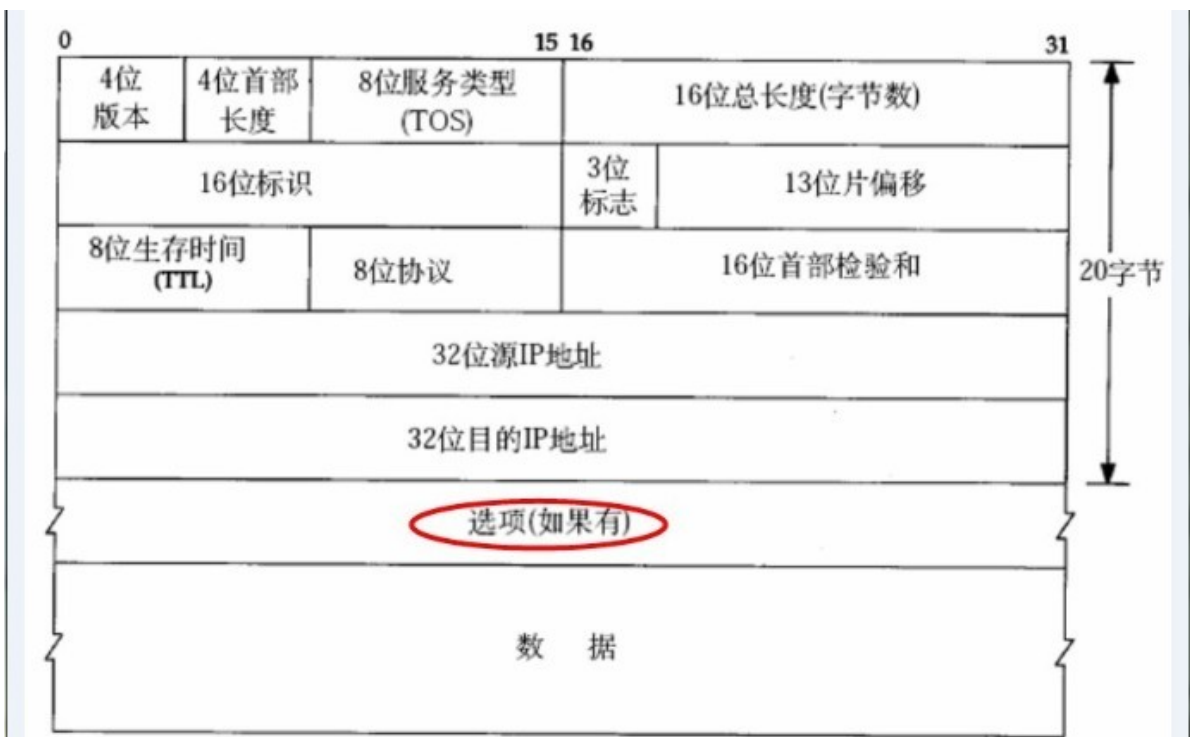 0 15 16 31
4位 4位首部 8位服务类型 16位总长度(字节数)
版本 长度 (TOS)
16位标识 3位 13位片偏移
标志
8位生存时间 8位协议 16位首部检验和 20字节
(TTL)
32位源IP地址
32位目的IP地址
选项(如果有)
数 据